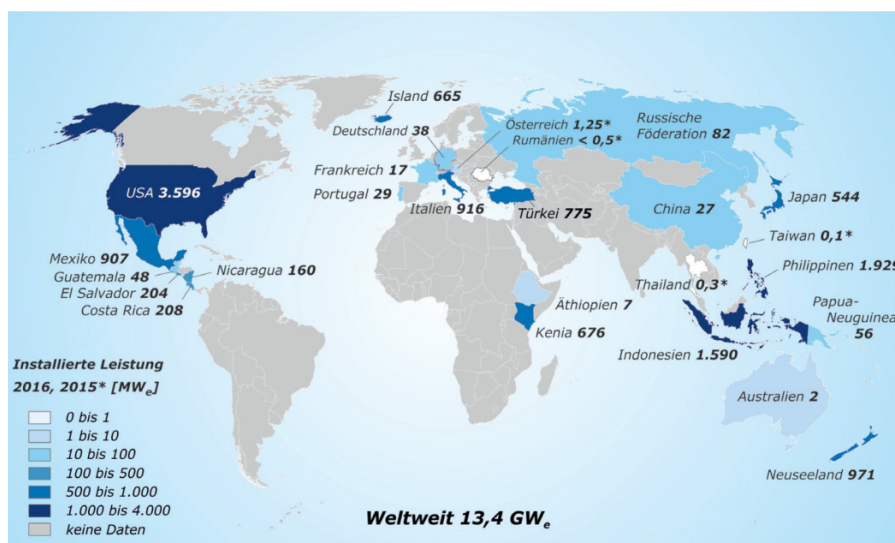 Island 665
Deutschland 38
Österreich 1,25*
Rumänien < 0,5*
Russische
Föderation 82
Frankreich 17
Portugal 29
Italien 916
Türkei 775
USA 3.596
China 27
Japan 544
Taiwan 0,1*
Mexiko 907
Guatemala 48
El Salvador 204
Costa Rica 208
Nicaragua 160
Thailand 0,3*
Philippinen 1.929
Äthiopien 7
Kenia 676
Papua-
Neuguinea
56
Indonesien 1.590
Australien 2
Neuseeland 971
Installierte Leistung
2016, 2015* [MWe]
0 bis 1
1 bis 10
10 bis 100
100 bis 500
500 bis 1.000
1.000 bis 4.000
keine Daten
Weltweit 13,4 GWe